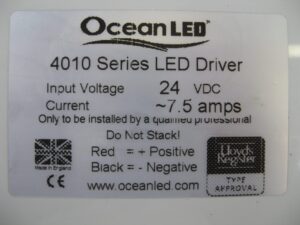 OceanLED®
4010 Series LED Driver
Input Voltage 24 VDC
Current ~7.5 amps
Only to be installed by a qualified professional
Do Not Stack!
Red = + Positive
Black = - Negative
Made in England
CE
www.oceanled.com
Lloyd's
Register
TYPE
APPROVAL